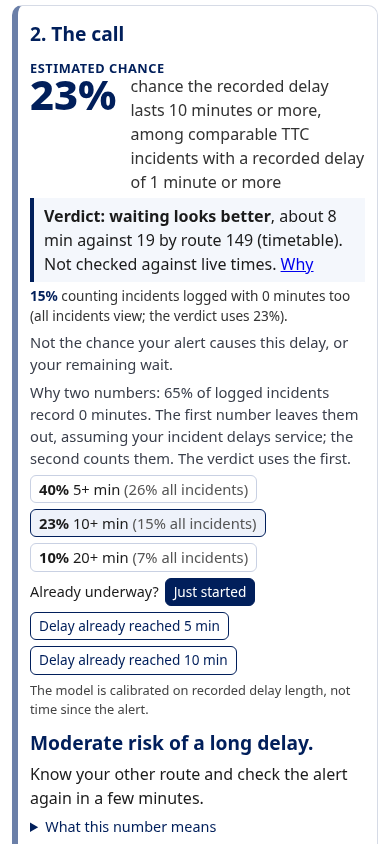 2. The call
ESTIMATED CHANCE
23%
chance the recorded delay
lasts 10 minutes or more,
among comparable TTC
incidents with a recorded delay
of 1 minute or more
Verdict: waiting looks better, about 8
min against 19 by route 149 (timetable).
Not checked against live times. Why
15% counting incidents logged with 0 minutes too
(all incidents view; the verdict uses 23%).
Not the chance your alert causes this delay, or
your remaining wait.
Why two numbers: 65% of logged incidents
record 0 minutes. The first number leaves them
out, assuming your incident delays service; the
second counts them. The verdict uses the first.
40% 5+ min (26% all incidents)
23% 10+ min (15% all incidents)
10% 20+ min (7% all incidents)
Already underway? Just started
Delay already reached 5 min
Delay already reached 10 min
The model is calibrated on recorded delay length, not
time since the alert.
Moderate risk of a long delay.
Know your other route and check the alert
again in a few minutes.
What this number means